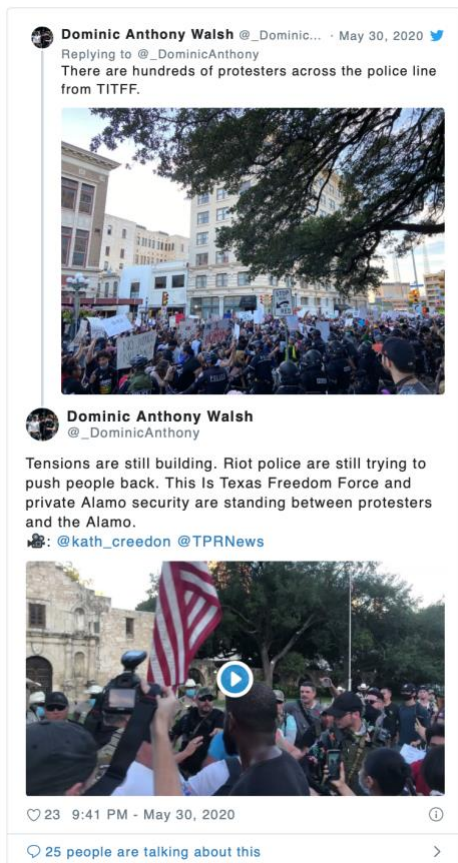 Dominic Anthony Walsh @_Dominic... · May 30, 2020
Replying to @_DominicAnthony
There are hundreds of protesters across the police line
from TITFF.
Dominic Anthony Walsh
@_DominicAnthony
Tensions are still building. Riot police are still trying to
push people back. This Is Texas Freedom Force and
private Alamo security are standing between protesters
and the Alamo.
: @kath_creedon @TPRNews
23 9:41 PM - May 30, 2020
25 people are talking about this